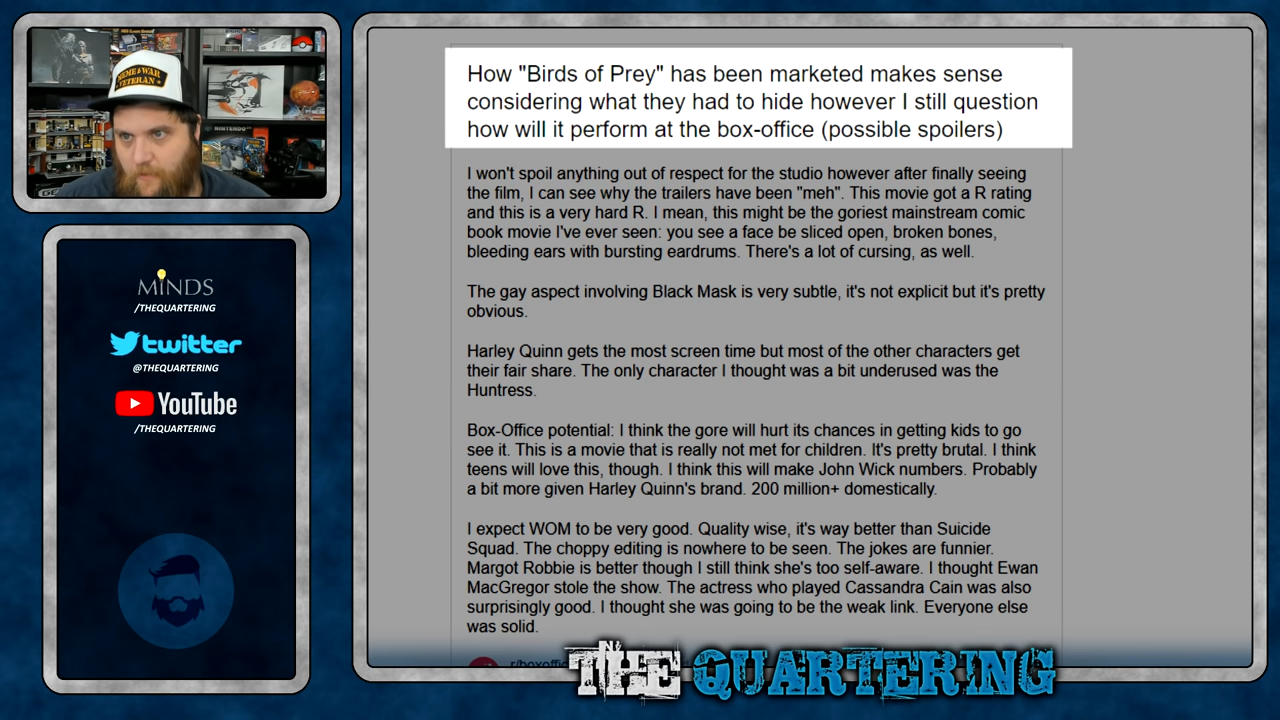 MEME WAR
VETERAN
NINTENDO
GE
MINDS
/THEQUARTERING
twitter
@THEQUARTERING
YouTube
/THEQUARTERING
How "Birds of Prey" has been marketed makes sense
considering what they had to hide however I still question
how will it perform at the box-office (possible spoilers)
I won't spoil anything out of respect for the studio however after finally seeing
the film, I can see why the trailers have been "meh". This movie got a R rating
and this is a very hard R. I mean, this might be the goriest mainstream comic
book movie I've ever seen: you see a face be sliced open, broken bones,
bleeding ears with bursting eardrums. There's a lot of cursing, as well.
The gay aspect involving Black Mask is very subtle, it's not explicit but it's pretty
obvious.
Harley Quinn gets the most screen time but most of the other characters get
their fair share. The only character I thought was a bit underused was the
Huntress.
Box-Office potential: I think the gore will hurt its chances in getting kids to go
see it. This is a movie that is really not met for children. It's pretty brutal. I think
teens will love this, though. I think this will make John Wick numbers. Probably
a bit more given Harley Quinn's brand. 200 million+ domestically.
I expect WOM to be very good. Quality wise, it's way better than Suicide
Squad. The choppy editing is nowhere to be seen. The jokes are funnier.
Margot Robbie is better though I still think she's too self-aware. I thought Ewan
MacGregor stole the show. The actress who played Cassandra Cain was also
surprisingly good. I thought she was going to be the weak link. Everyone else
was solid.
r/boxoffic
THE QUARTERING